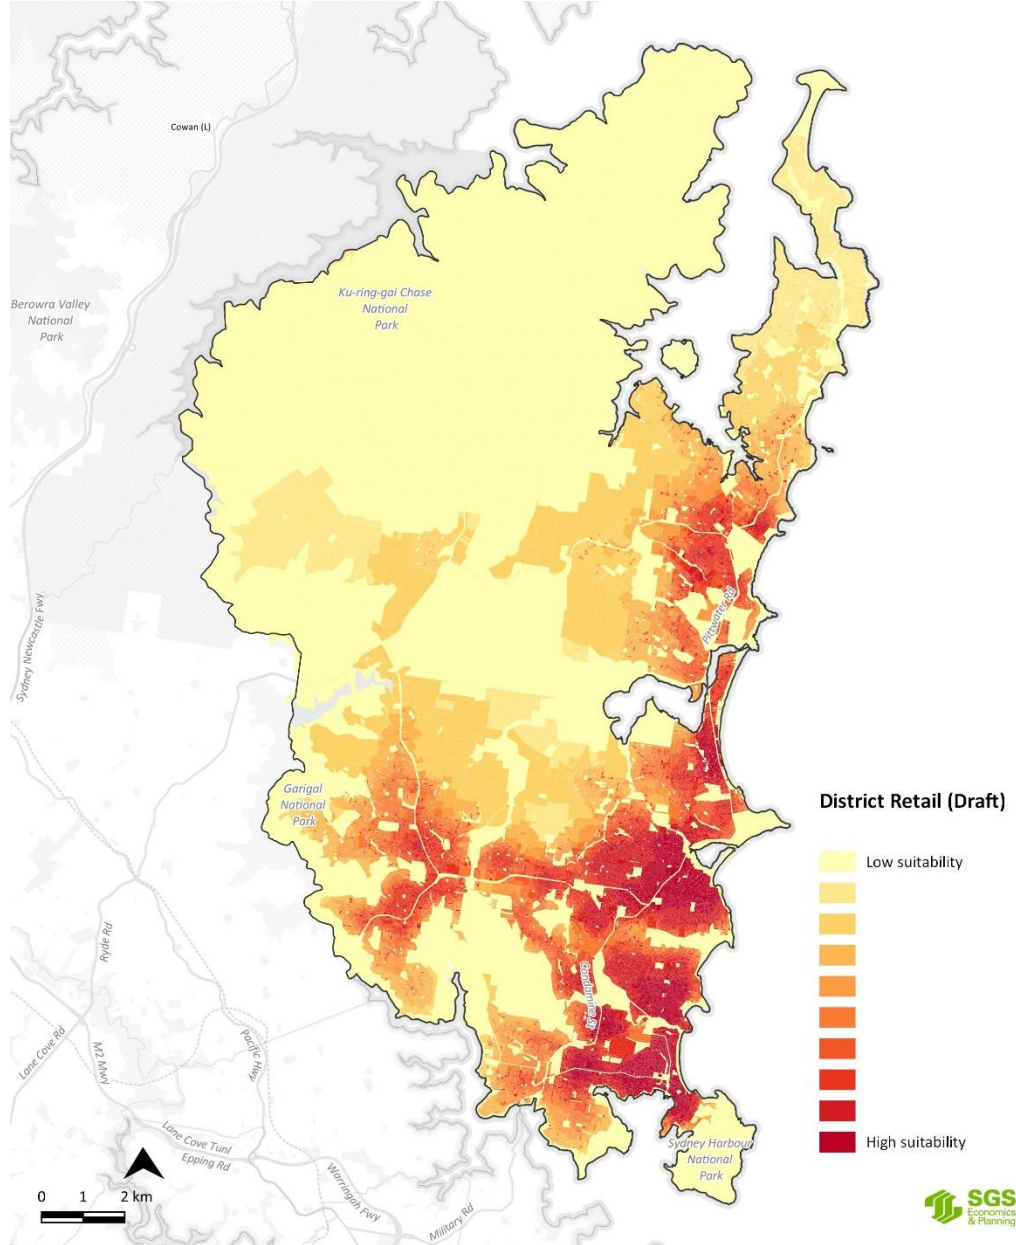 Cowan (L)
Ku-ring-gai Chase
National
Park
Berowra Valley
National
Park
Sydney Newcastle Fwy
Pittwater Rd
Garigal
National
Park
District Retail (Draft)
Low suitability
High suitability
Ryde Rd
Condamine St
Lane Cove Rd
M2 Mwy
Pacific Hwy
Lane Cove Tunl
Epping Rd
Warringah Fwy
Military Rd
Sydney Harbour
National
Park
0 1 2 km
SGS
Economics
& Planning